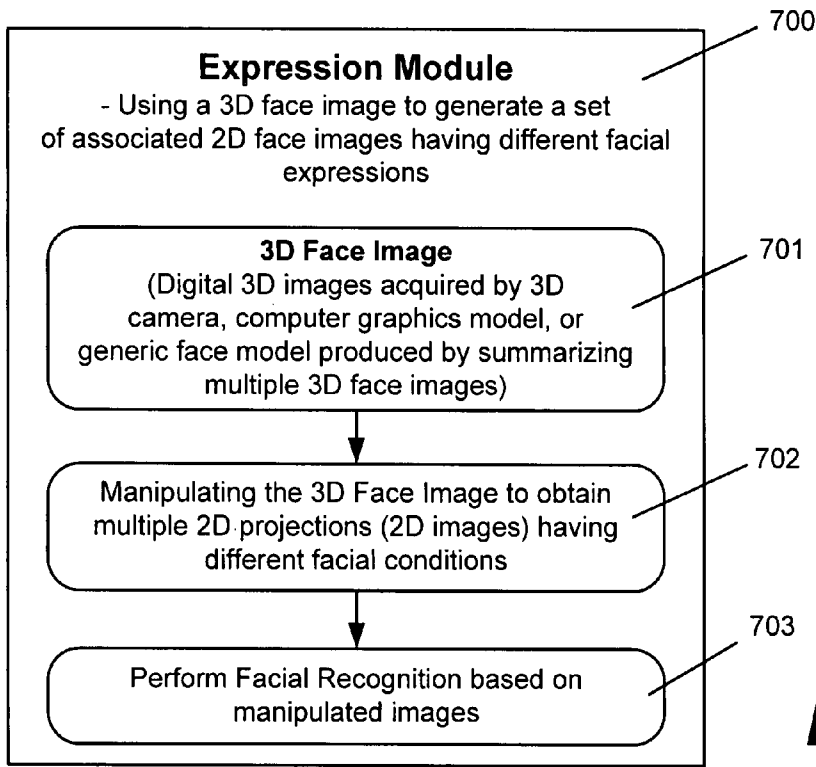 700
Expression Module
- Using a 3D face image to generate a set
of associated 2D face images having different facial
expressions
3D Face Image
701
(Digital 3D images acquired by 3D
camera, computer graphics model, or
generic face model produced by summarizing
multiple 3D face images)
702
Manipulating the 3D Face Image to obtain
multiple 2D projections (2D images) having
different facial conditions
703
Perform Facial Recognition based on
manipulated images